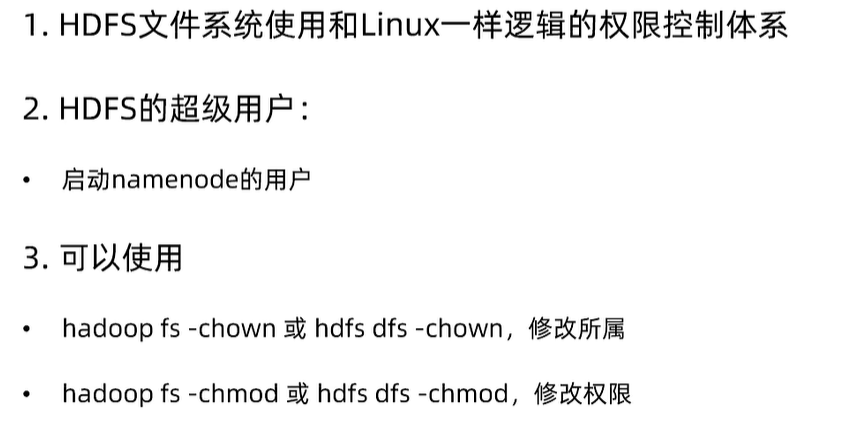 1. HDFS文件系统使用和Linux一样逻辑的权限控制体系
2. HDFS的超级用户：
• 启动namenode的用户
3. 可以使用
• hadoop fs -chown 或 hdfs dfs -chown，修改所属
• hadoop fs -chmod 或 hdfs dfs -chmod，修改权限